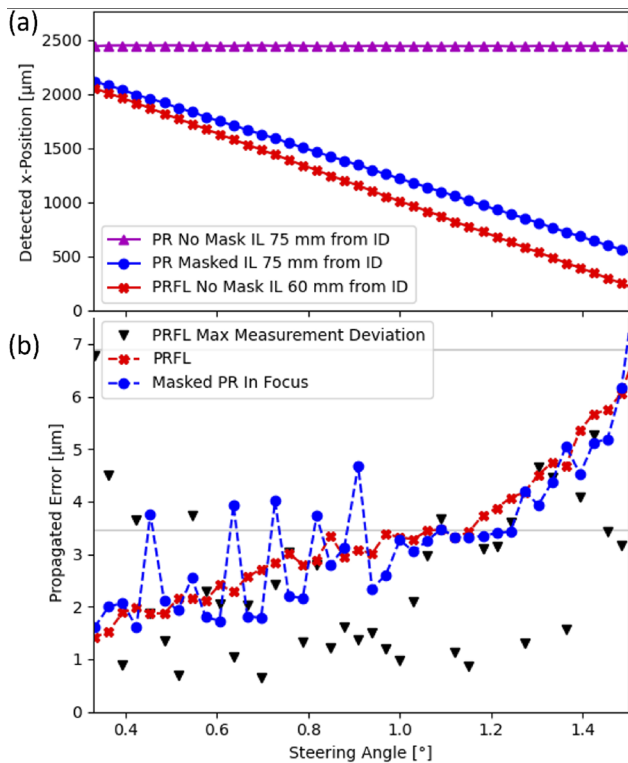 (a)
2500
2000
1500
1000
500
0
Detected x-Position [µm]
PR No Mask IL 75 mm from ID
PR Masked IL 75 mm from ID
PRFL No Mask IL 60 mm from ID
(b)
7
6
5
4
3
2
1
0
Propagated Error [µm]
PRFL Max Measurement Deviation
PRFL
Masked PR In Focus
0.4 0.6 0.8 1.0 1.2 1.4
Steering Angle [°]